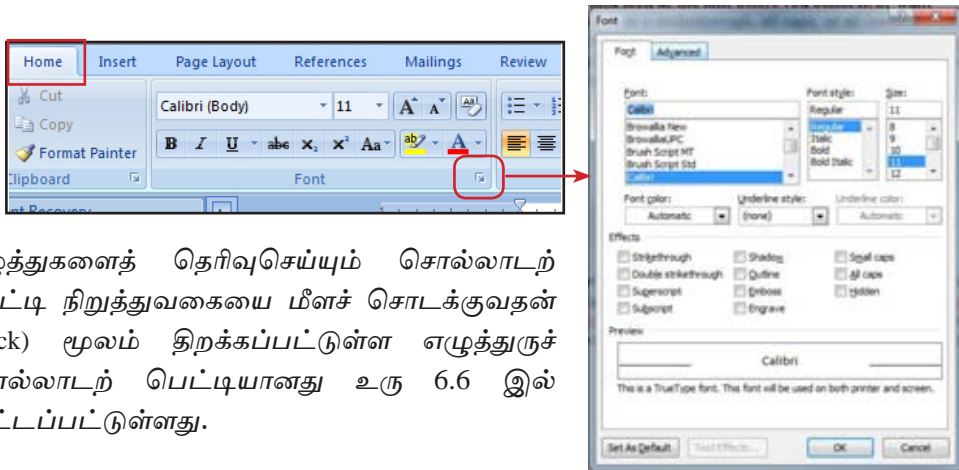 Home Insert Page Layout References Mailings Review
Cut
Copy
Format Painter
Clipboard
Calibri (Body) 11
Font
த்துகளைத் தெரிவுசெய்யும் சொல்லாடற்
ட்டி நிறுத்துவகையை மீளச் சொடக்குவதன்
ck) மூலம் திறக்கப்பட்டுள்ள எழுத்துருச்
ால்லாடற் பெட்டியானது உரு 6.6 இல்
ட்டப்பட்டுள்ளது.
Font
Font Advanced
Font: Font style: Size:
Calibri Regular 11
Browalla New Regular 8
BrowalliaUPC Italic 9
Brush Script MT Bold 10
Brush Script Std Bold Italic 11
Calibri 12
Font color: Underline style: Underline color:
Automatic (none) Automatic
Effects
Strikethrough Shadow Small caps
Double strikethrough Outline All caps
Superscript Emboss Hidden
Subscript Engrave
Preview
Calibri
This is a TrueType font. This font will be used on both printer and screen.
Set As Default Text Effects... OK Cancel